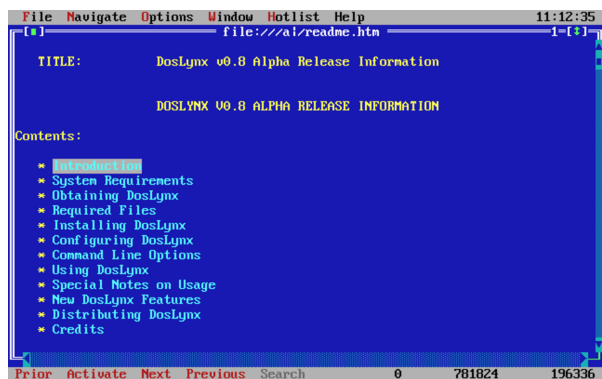 File Navigate Options Window Hotlist Help 11:12:35
[■] file:///a|/readme.htm 1=[↕]
TITLE: DosLynx v0.8 Alpha Release Information
DOSLYNX V0.8 ALPHA RELEASE INFORMATION
Contents:
* Introduction
* System Requirements
* Obtaining DosLynx
* Required Files
* Installing DosLynx
* Configuring DosLynx
* Command Line Options
* Using DosLynx
* Special Notes on Usage
* New DosLynx Features
* Distributing DosLynx
* Credits
Prior Activate Next Previous Search 0 781824 196336